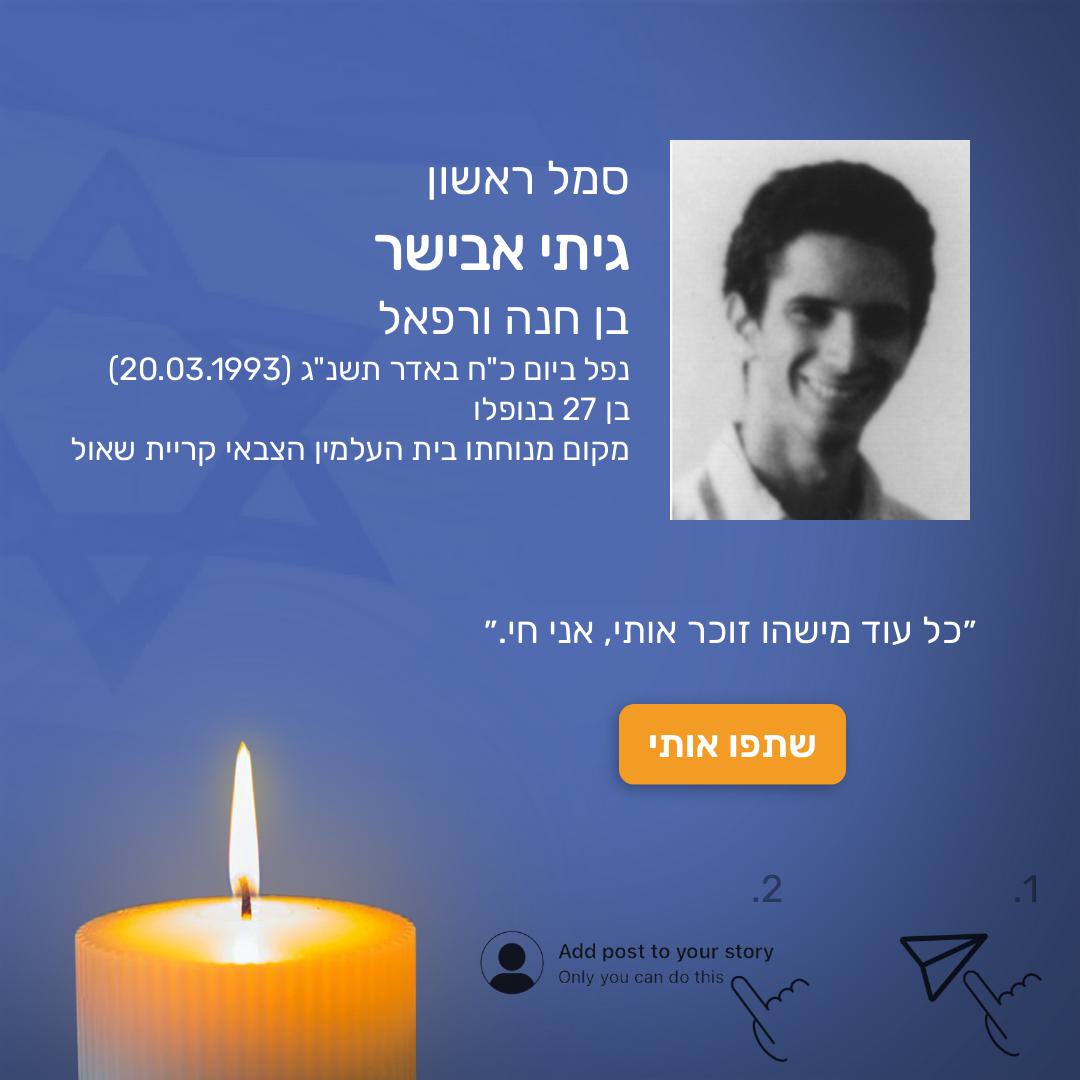 סמל ראשון
גיתי אבישר
בן חנה ורפאל
נפל ביום כ"ח באדר תשנ"ג (20.03.1993)
בן 27 בנופלו
מקום מנוחתו בית העלמין הצבאי קריית שאול
״כל עוד מישהו זוכר אותי, אני חי.״
שתפו אותי
1.
2.
Add post to your story
Only you can do this